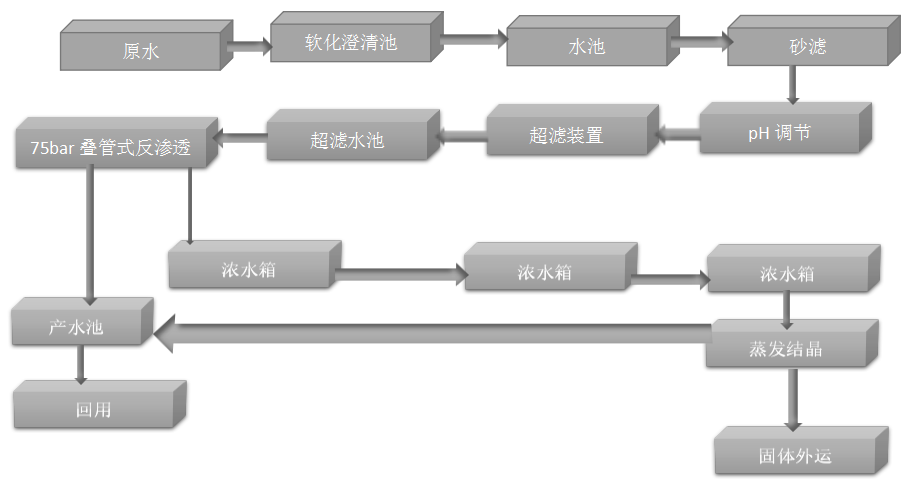 原水
软化澄清池
水池
砂滤
75bar 叠管式反渗透
超滤水池
超滤装置
pH 调节
浓水箱
浓水箱
浓水箱
产水池
蒸发结晶
回用
固体外运